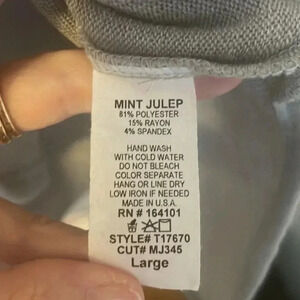 MINT JULEP
81% POLYESTER
15% RAYON
4% SPANDEX
HAND WASH
WITH COLD WATER
DO NOT BLEACH
COLOR SEPARATE
HANG OR LINE DRY
LOW IRON IF NEEDED
MADE IN U.S.A.
RN # 164101
STYLE# T17670
CUT# MJ345
Large